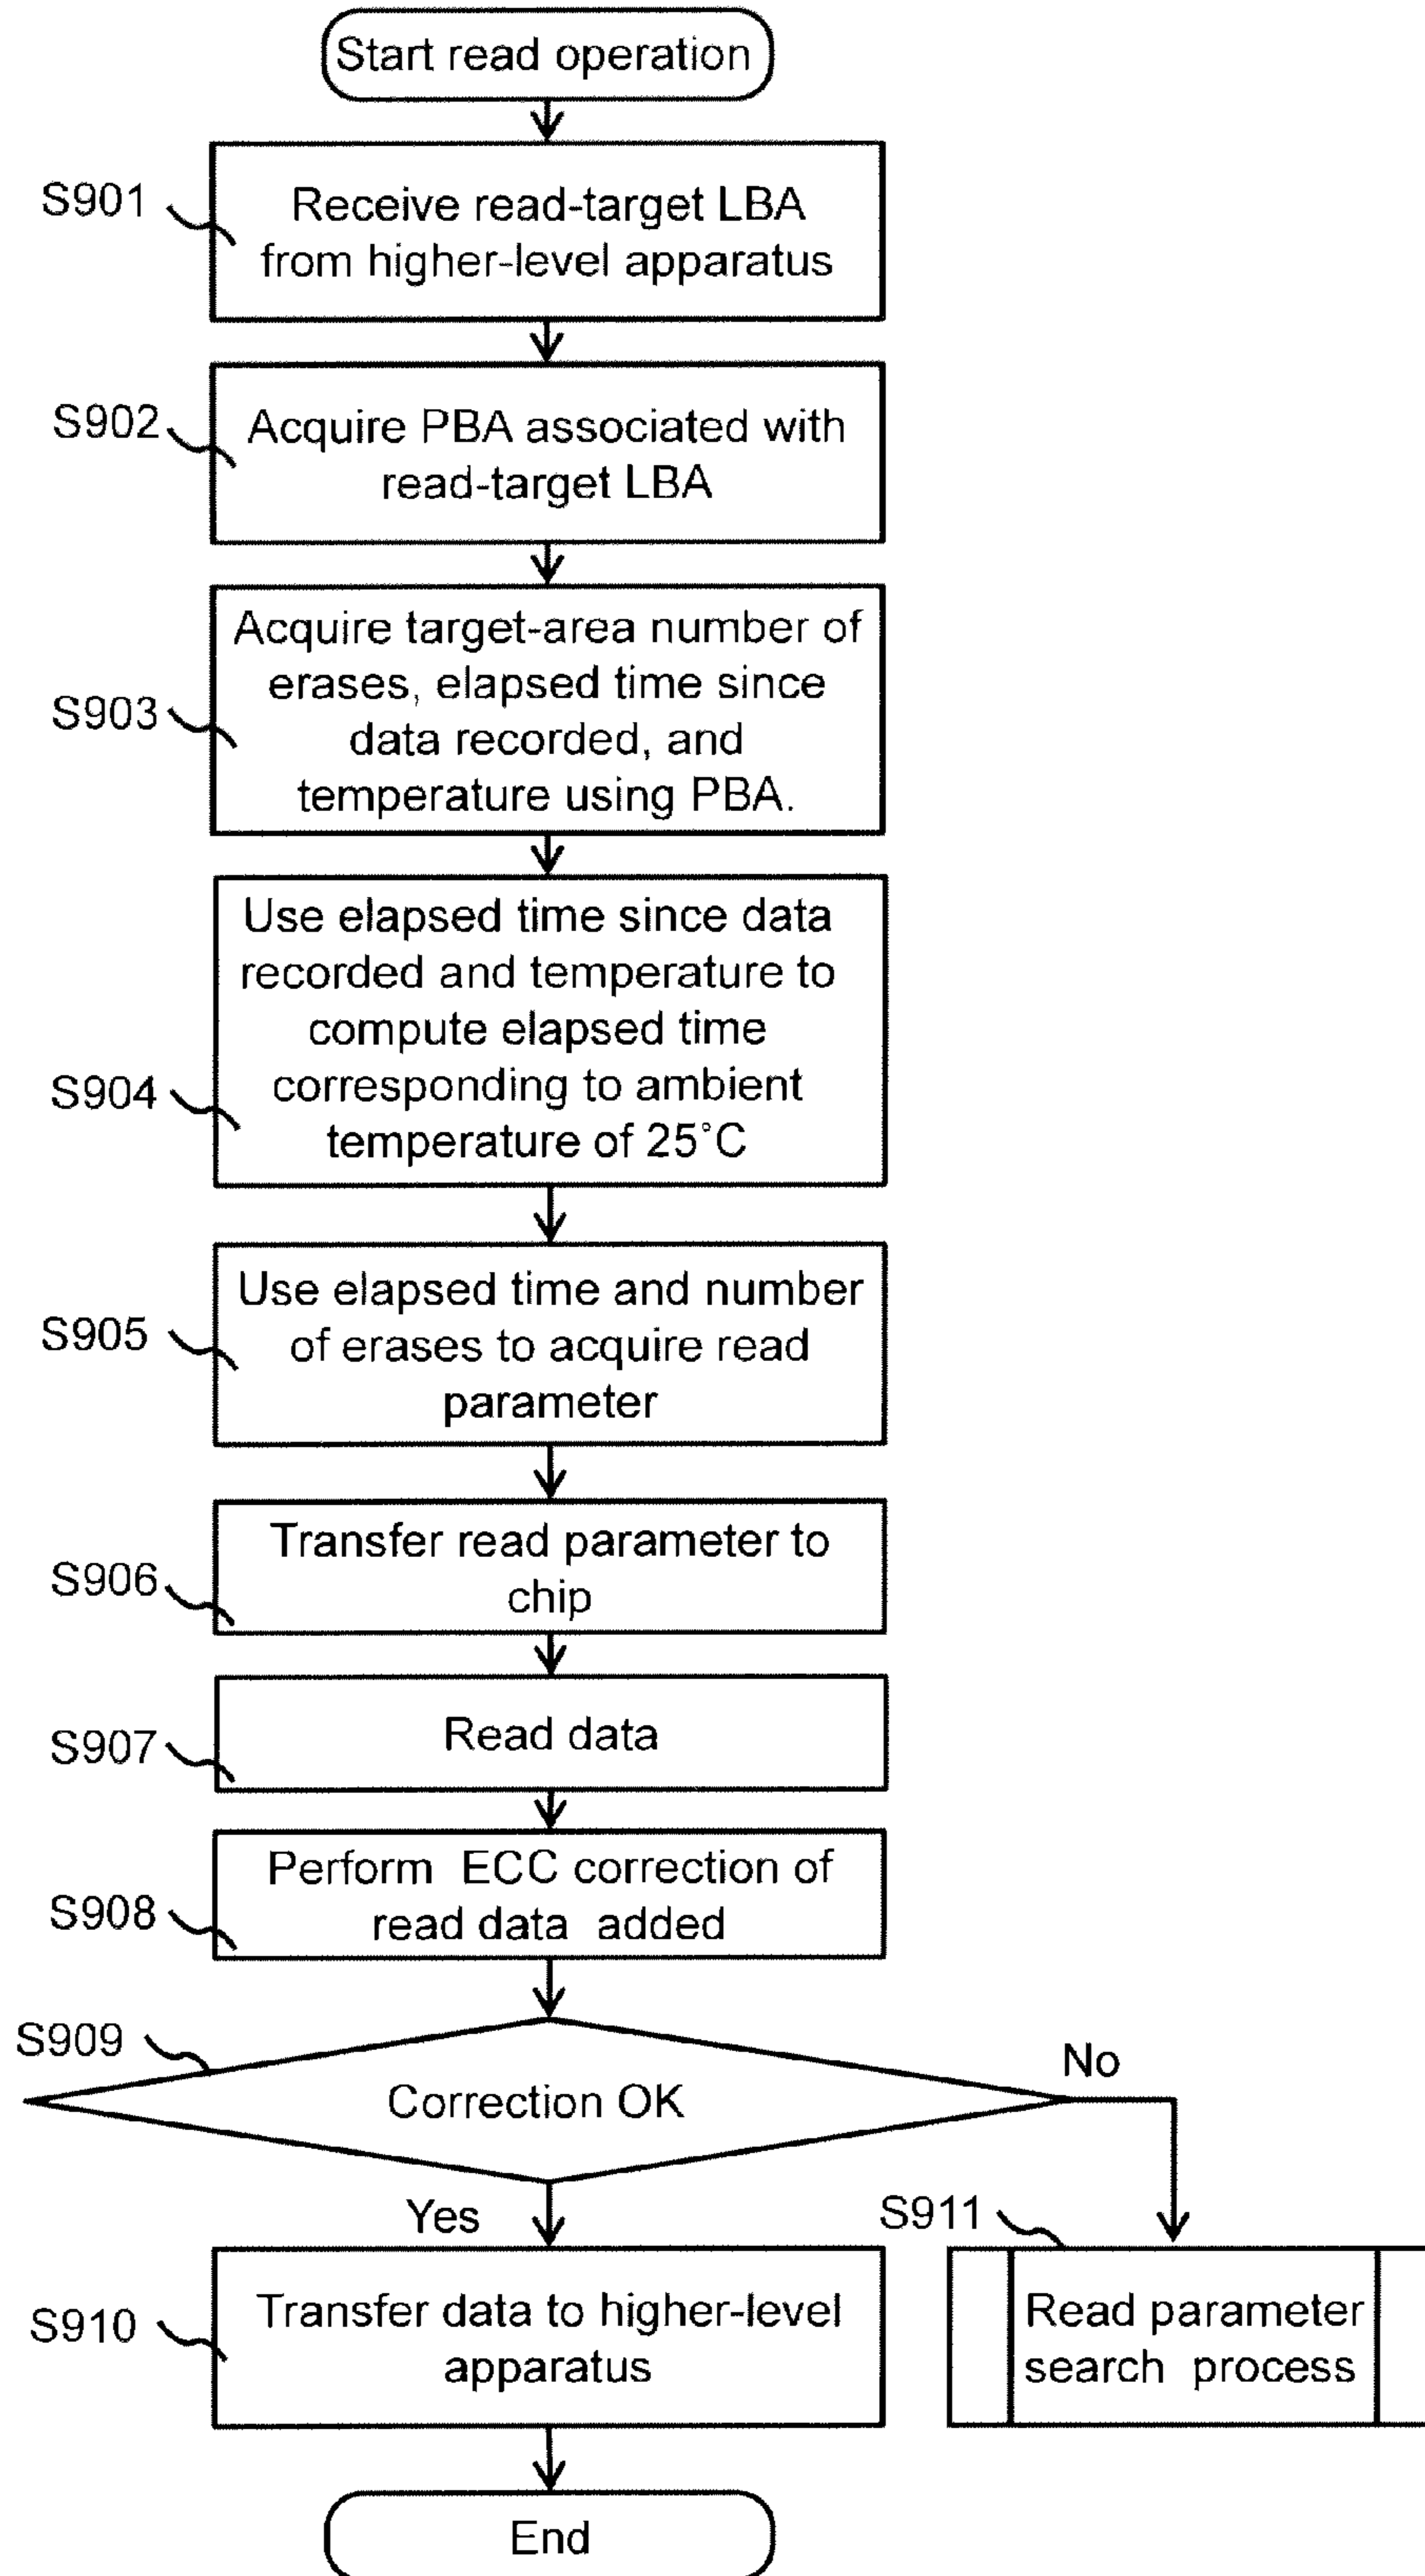 Start read operation
S901
Receive read-target LBA
from higher-level apparatus
S902
Acquire PBA associated with
read-target LBA
S903
Acquire target-area number of
erases, elapsed time since
data recorded, and
temperature using PBA.
S904
Use elapsed time since data
recorded and temperature to
compute elapsed time
corresponding to ambient
temperature of 25°C
S905
Use elapsed time and number
of erases to acquire read
parameter
S906
Transfer read parameter to
chip
S907
Read data
S908
Perform ECC correction of
read data added
S909
Correction OK
No
Yes
S910
Transfer data to higher-level
apparatus
S911
Read parameter
search process
End